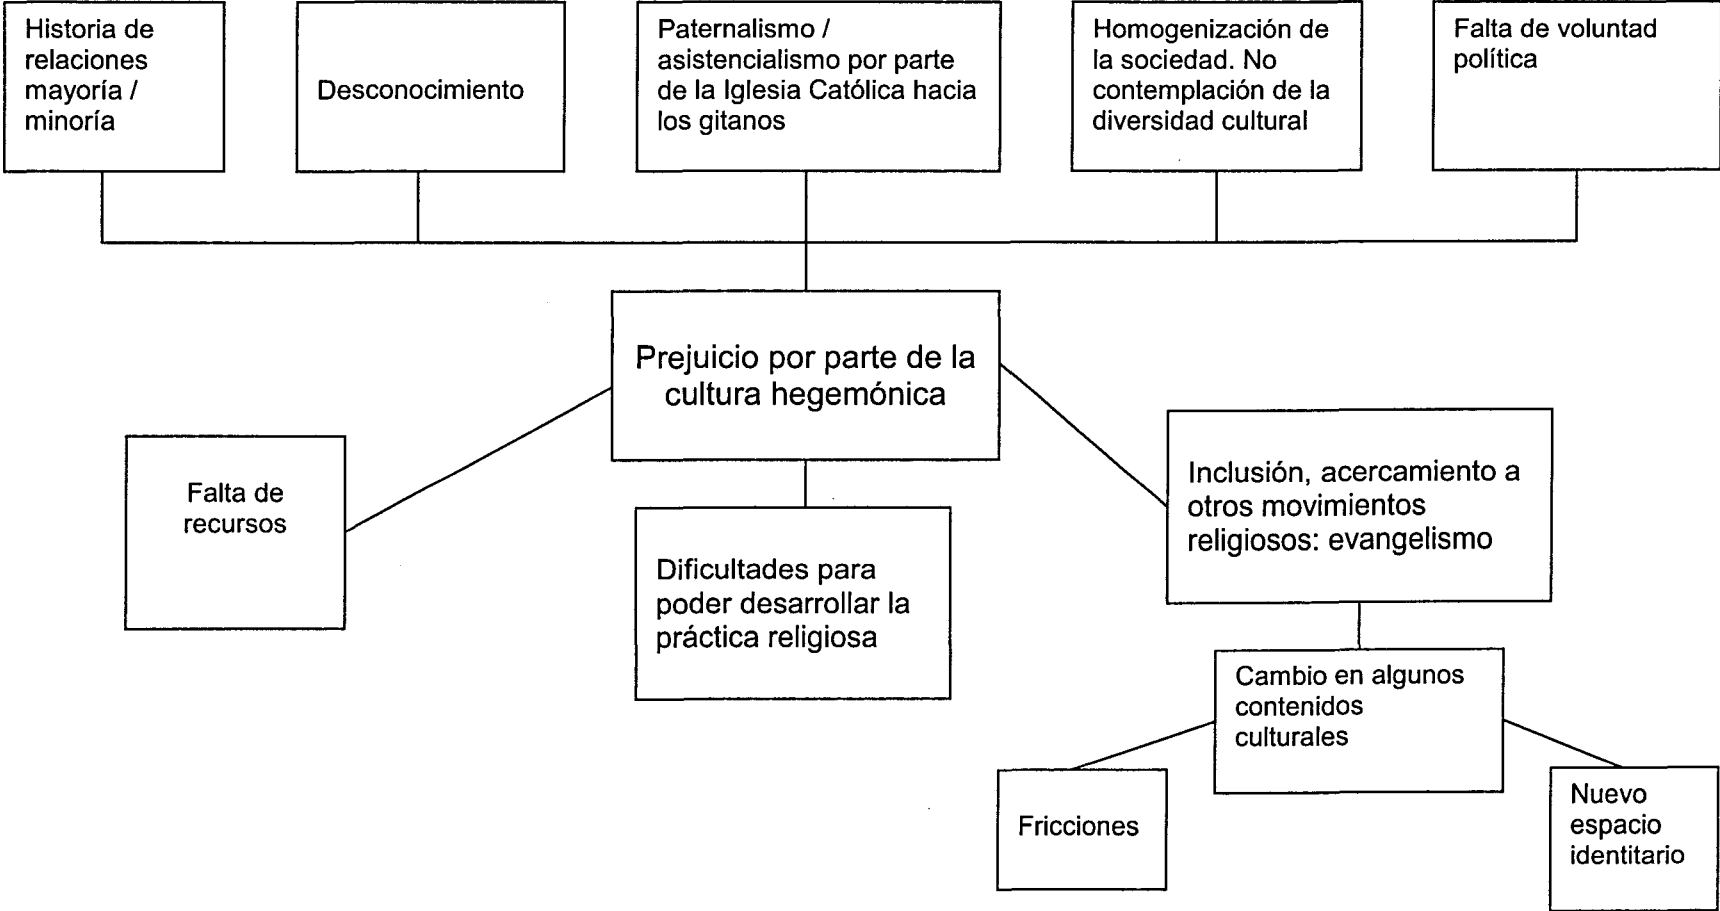 Historia de
relaciones
mayoría /
minoría
Desconocimiento
Paternalismo /
asistencialismo por parte
de la Iglesia Católica hacia
los gitanos
Homogenización de
la sociedad. No
contemplación de la
diversidad cultural
Falta de voluntad
política
Prejuicio por parte de la
cultura hegemónica
Falta de
recursos
Dificultades para
poder desarrollar la
práctica religiosa
Inclusión, acercamiento a
otros movimientos
religiosos: evangelismo
Cambio en algunos
contenidos
culturales
Fricciones
Nuevo
espacio
identitario